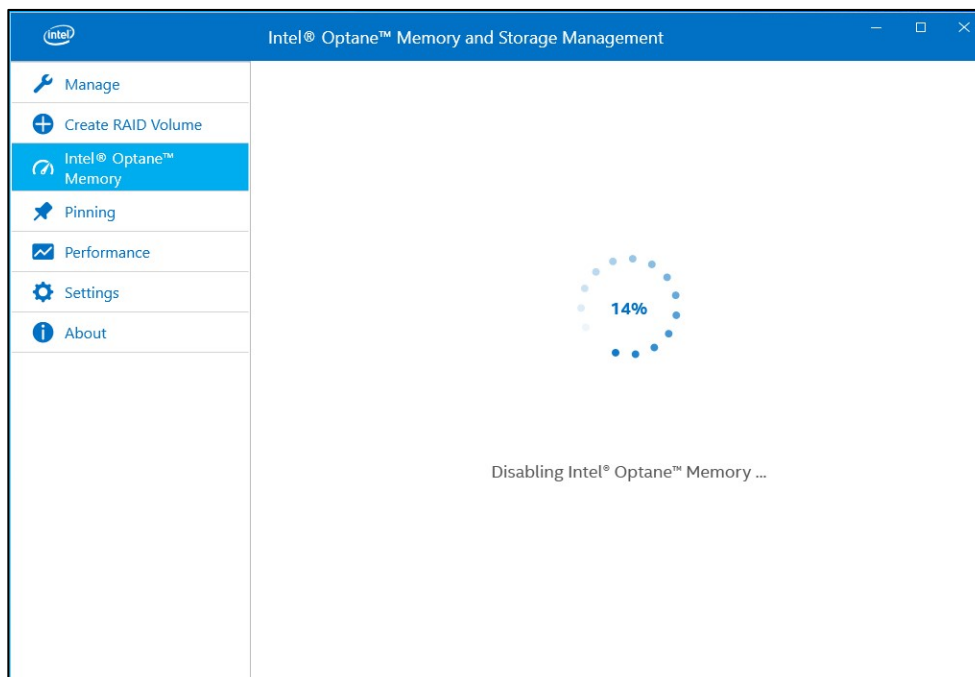 intel
Intel® Optane™ Memory and Storage Management
Manage
Create RAID Volume
Intel® Optane™
Memory
Pinning
Performance
Settings
About
14%
Disabling Intel® Optane™ Memory ...